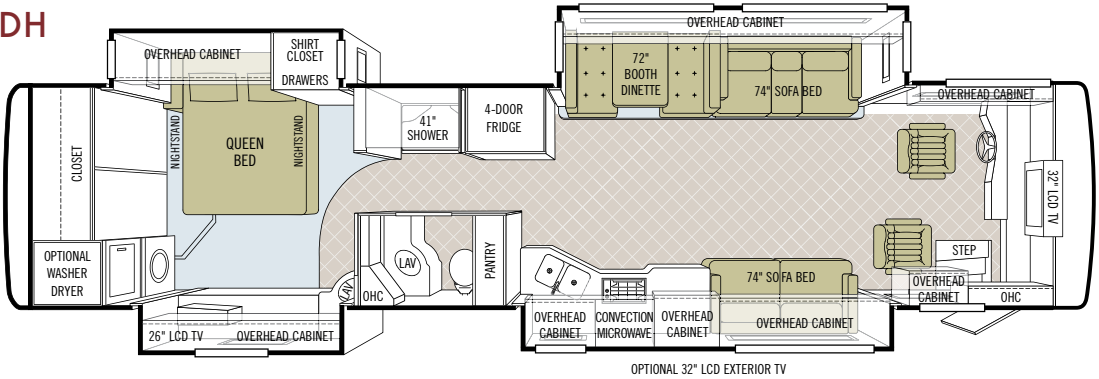 DH
OVERHEAD CABINET
SHIRT
CLOSET
DRAWERS
OVERHEAD CABINET
72"
BOOTH
DINETTE
74" SOFA BED
OVERHEAD CABINET
CLOSET
NIGHTSTAND
QUEEN
BED
NIGHTSTAND
41"
SHOWER
4-DOOR
FRIDGE
32" LCD TV
OPTIONAL
WASHER
DRYER
LAV
PANTRY
OHC
74" SOFA BED
STEP
OVERHEAD
CABINET
OHC
26" LCD TV
OVERHEAD CABINET
OVERHEAD
CABINET
CONVECTION
MICROWAVE
OVERHEAD
CABINET
OVERHEAD CABINET
OPTIONAL 32" LCD EXTERIOR TV